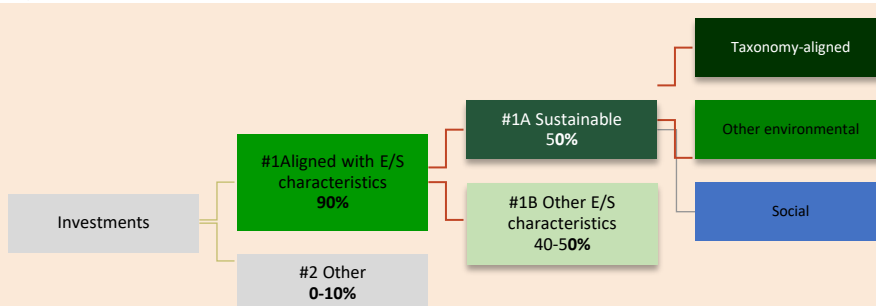 Investments
#1Aligned with E/S
characteristics
90%
#2 Other
0-10%
#1A Sustainable
50%
#1B Other E/S
characteristics
40-50%
Taxonomy-aligned
Other environmental
Social